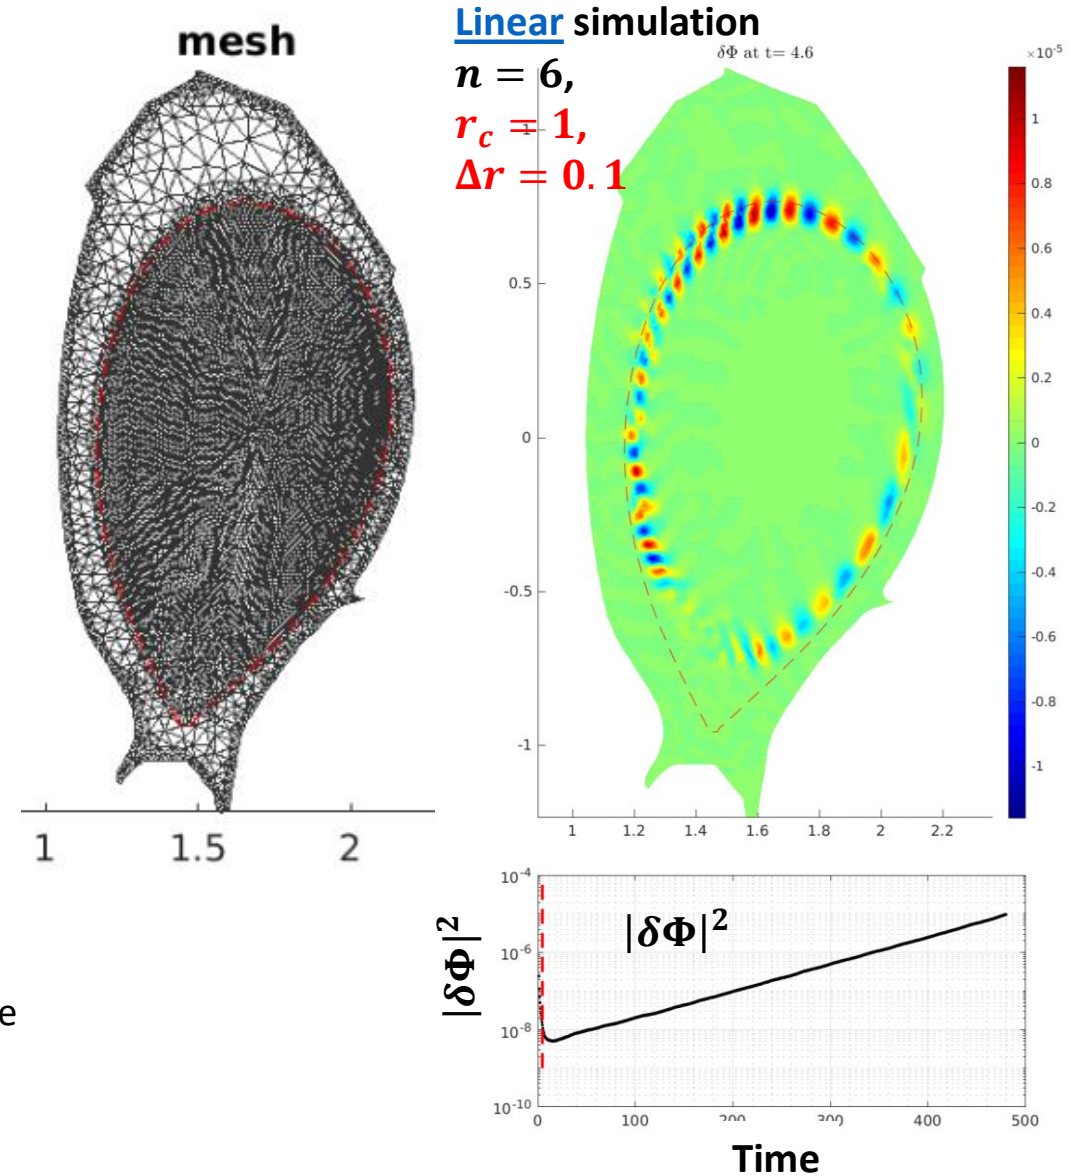 mesh
Linear simulation
n = 6,
r_c = 1,
Δr = 0.1
δΦ at t= 4.6
×10^-5
1
0.5
0
-0.5
-1
1 1.2 1.4 1.6 1.8 2 2.2
1
0.8
0.6
0.4
0.2
0
-0.2
-0.4
-0.6
-0.8
-1
1 1.5 2
e
|δΦ|^2
|δΦ|^2
10^-4
10^-6
10^-8
10^-10
0 100 200 300 400 500
Time